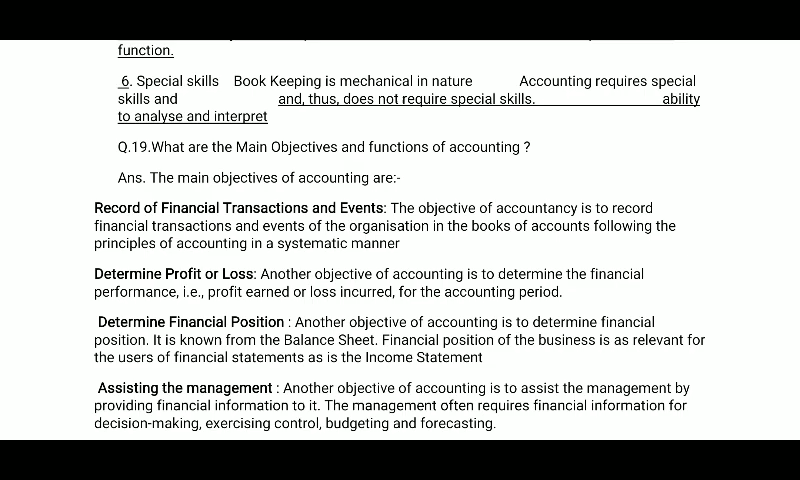 function.
6. Special skills Book Keeping is mechanical in nature Accounting requires special
skills and and, thus, does not require special skills. ability
to analyse and interpret
Q.19.What are the Main Objectives and functions of accounting ?
Ans. The main objectives of accounting are:-
Record of Financial Transactions and Events: The objective of accountancy is to record
financial transactions and events of the organisation in the books of accounts following the
principles of accounting in a systematic manner
Determine Profit or Loss: Another objective of accounting is to determine the financial
performance, i.e., profit earned or loss incurred, for the accounting period.
Determine Financial Position : Another objective of accounting is to determine financial
position. It is known from the Balance Sheet. Financial position of the business is as relevant for
the users of financial statements as is the Income Statement
Assisting the management : Another objective of accounting is to assist the management by
providing financial information to it. The management often requires financial information for
decision-making, exercising control, budgeting and forecasting.